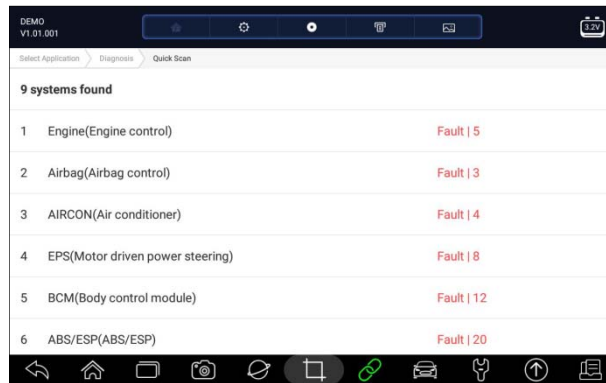 DEMO
V1.01.001
3.2V
Select Application Diagnosis Quick Scan
9 systems found
1 Engine(Engine control) Fault | 5
2 Airbag(Airbag control) Fault | 3
3 AIRCON(Air conditioner) Fault | 4
4 EPS(Motor driven power steering) Fault | 8
5 BCM(Body control module) Fault | 12
6 ABS/ESP(ABS/ESP) Fault | 20